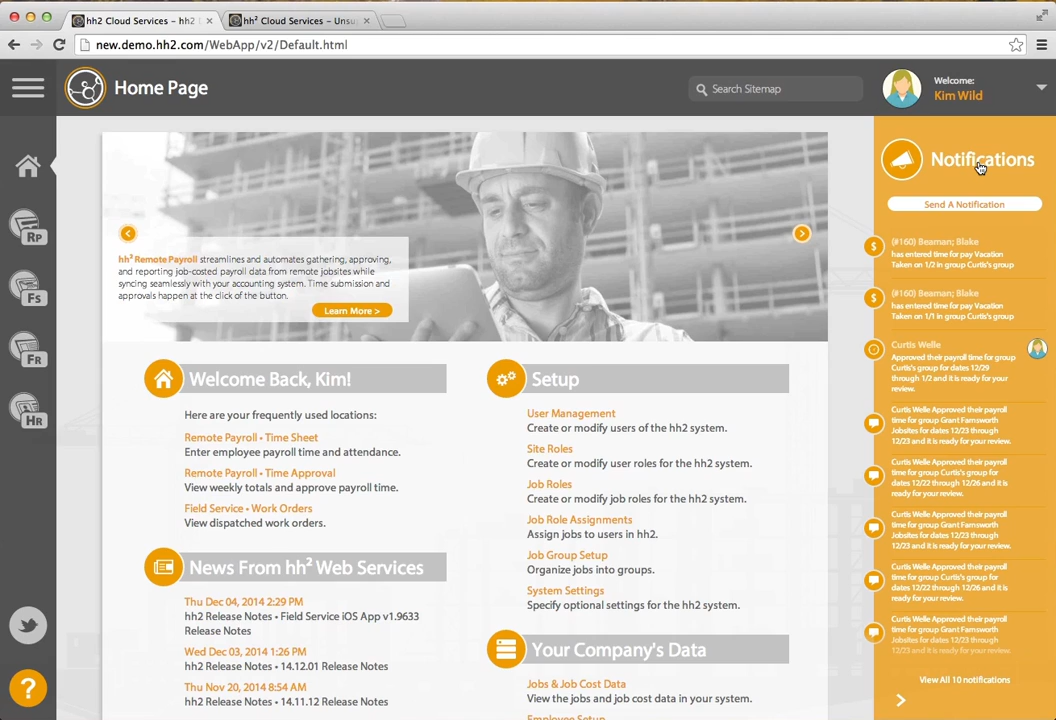 hh2 Cloud Services – hh2
hh² Cloud Services – Unsu
new.demo.hh2.com/WebApp/v2/Default.html
Home Page
Search Sitemap
Welcome:
Kim Wild
Rp
Fs
FR
HR
?
hh² Remote Payroll streamlines and automates gathering, approving,
and reporting job-costed payroll data from remote jobsites while
syncing seamlessly with your accounting system. Time submission and
approvals happen at the click of the button.
Learn More >
Welcome Back, Kim!
Here are your frequently used locations:
Remote Payroll • Time Sheet
Enter employee payroll time and attendance.
Remote Payroll • Time Approval
View weekly totals and approve payroll time.
Field Service • Work Orders
View dispatched work orders.
News From hh² Web Services
Thu Dec 04, 2014 2:29 PM
hh2 Release Notes • Field Service iOS App v1.9633
Release Notes
Wed Dec 03, 2014 1:26 PM
hh2 Release Notes • 14.12.01 Release Notes
Thu Nov 20, 2014 8:54 AM
hh2 Release Notes • 14.11.12 Release Notes
Setup
User Management
Create or modify users of the hh2 system.
Site Roles
Create or modify user roles for the hh2 system.
Job Roles
Create or modify job roles for the hh2 system.
Job Role Assignments
Assign jobs to users in hh2.
Job Group Setup
Organize jobs into groups.
System Settings
Specify optional settings for the hh2 system.
Your Company's Data
Jobs & Job Cost Data
View the jobs and job cost data in your system.
Employee Setup
Notifications
Send A Notification
$
(#160) Beaman; Blake
has entered time for pay Vacation
Taken on 1/2 in group Curtis's group
$
(#160) Beaman; Blake
has entered time for pay Vacation
Taken on 1/1 in group Curtis's group
Curtis Welle
Approved their payroll time for group
Curtis's group for dates 12/29
through 1/2 and it is ready for your
review.
Curtis Welle Approved their payroll
time for group Grant Farnsworth
Jobsites for dates 12/23 through
12/23 and it is ready for your review.
Curtis Welle Approved their payroll
time for group Curtis's group for
dates 12/22 through 12/26 and it is
ready for your review.
Curtis Welle Approved their payroll
time for group Grant Farnsworth
Jobsites for dates 12/23 through
12/23 and it is ready for your review.
Curtis Welle Approved their payroll
time for group Curtis's group for
dates 12/22 through 12/26 and it is
ready for your review.
Curtis Welle Approved their payroll
time for group Grant Farnsworth
Jobsites for dates 12/23 through
12/23 and it is ready for your review.
View All 10 notifications